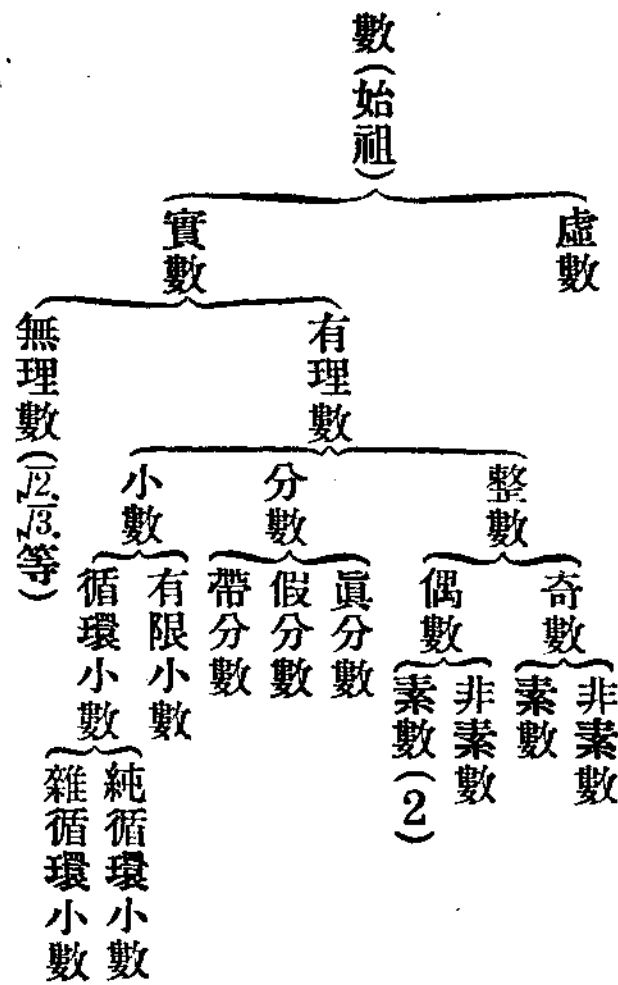 數(始祖)
虛數
實數
有理數
無理數(√2.√3.等)
整數
分數
小數
奇數
偶數
眞分數
假分數
帶分數
有限小數
循環小數
非素數
素數
非素數
素數(2)
純循環小數
雜循環小數